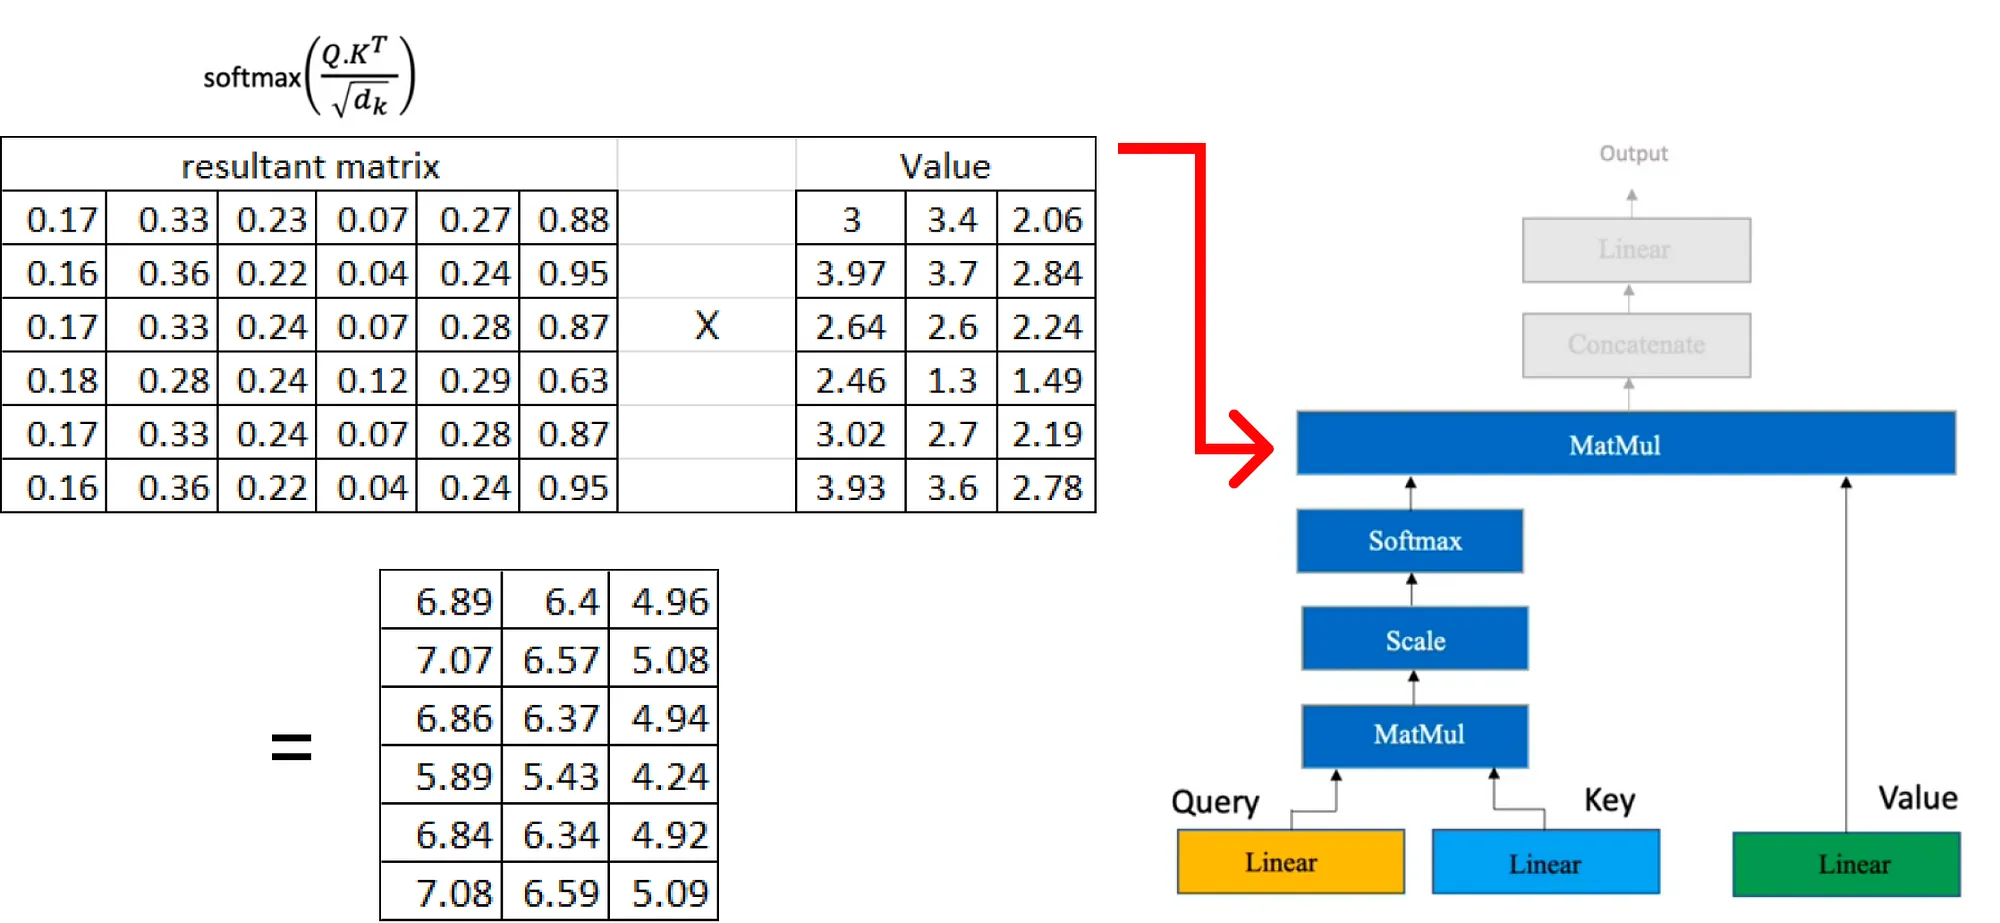 softmax(Q.K^T / √d_k)
resultant matrix Value
0.17 0.33 0.23 0.07 0.27 0.88 3 3.4 2.06
0.16 0.36 0.22 0.04 0.24 0.95 3.97 3.7 2.84
0.17 0.33 0.24 0.07 0.28 0.87 X 2.64 2.6 2.24
0.18 0.28 0.24 0.12 0.29 0.63 2.46 1.3 1.49
0.17 0.33 0.24 0.07 0.28 0.87 3.02 2.7 2.19
0.16 0.36 0.22 0.04 0.24 0.95 3.93 3.6 2.78
=
6.89 6.4 4.96
7.07 6.57 5.08
6.86 6.37 4.94
5.89 5.43 4.24
6.84 6.34 4.92
7.08 6.59 5.09
Output
Linear
Concatenate
MatMul
Softmax
Scale
MatMul
Query Key Value
Linear Linear Linear